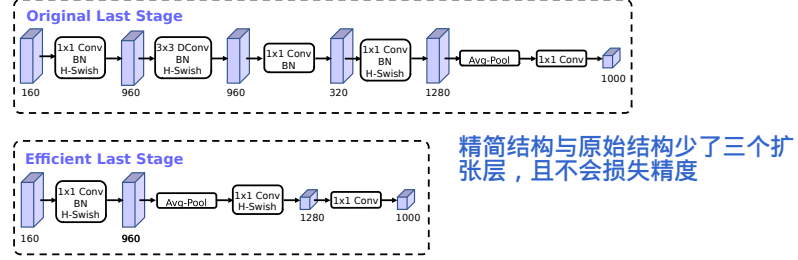 Original Last Stage
1x1 Conv
BN
H-Swish
3x3 DConv
BN
H-Swish
1x1 Conv
BN
1x1 Conv
BN
H-Swish
Avg-Pool
1x1 Conv
160
960
960
320
1280
1000
Efficient Last Stage
1x1 Conv
BN
H-Swish
Avg-Pool
1x1 Conv
H-Swish
1x1 Conv
160
960
1280
1000
精简结构与原始结构少了三个扩
张层，且不会损失精度